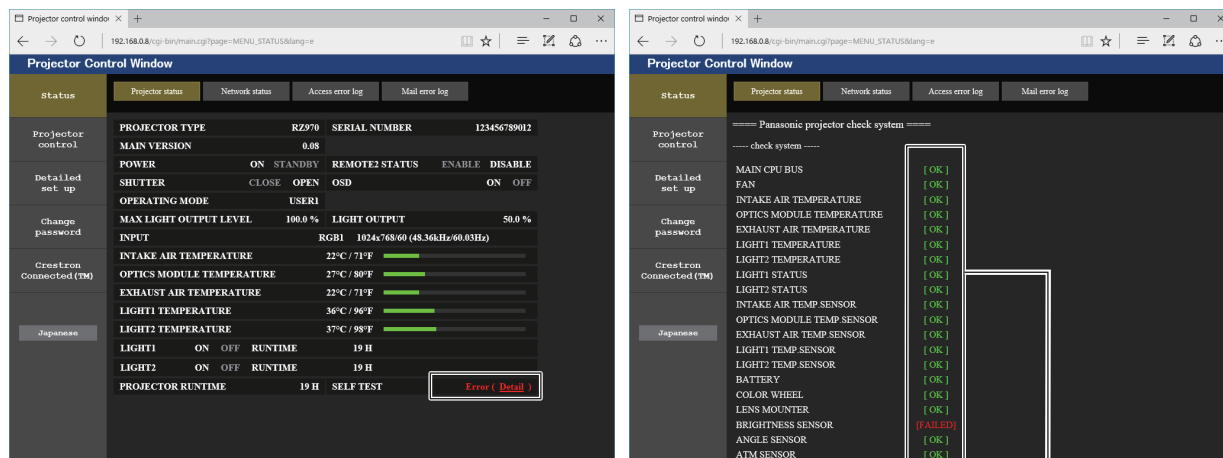 Projector control windov × +
192.168.0.8/cgi-bin/main.cgi?page=MENU_STATUS&lang=e
Projector Control Window
Status
Projector status Network status Access error log Mail error log
Projector control
Detailed set up
Change password
Crestron Connected(TM)
Japanese
PROJECTOR TYPE RZ970 SERIAL NUMBER 123456789012
MAIN VERSION 0.08
POWER ON STANDBY REMOTE2 STATUS ENABLE DISABLE
SHUTTER CLOSE OPEN OSD ON OFF
OPERATING MODE USER1
MAX LIGHT OUTPUT LEVEL 100.0 % LIGHT OUTPUT 50.0 %
INPUT RGB1 1024x768/60 (48.36kHz/60.03Hz)
INTAKE AIR TEMPERATURE 22°C / 71°F
OPTICS MODULE TEMPERATURE 27°C / 80°F
EXHAUST AIR TEMPERATURE 22°C / 71°F
LIGHT1 TEMPERATURE 36°C / 96°F
LIGHT2 TEMPERATURE 37°C / 98°F
LIGHT1 ON OFF RUNTIME 19 H
LIGHT2 ON OFF RUNTIME 19 H
PROJECTOR RUNTIME 19 H SELF TEST Error ( Detail )
Projector control windov × +
192.168.0.8/cgi-bin/main.cgi?page=MENU_STATUS&lang=e
Projector Control Window
Status
Projector status Network status Access error log Mail error log
Projector control
Detailed set up
Change password
Crestron Connected(TM)
Japanese
==== Panasonic projector check system ====
----- check system -----
MAIN CPU BUS [ OK ]
FAN [ OK ]
INTAKE AIR TEMPERATURE [ OK ]
OPTICS MODULE TEMPERATURE [ OK ]
EXHAUST AIR TEMPERATURE [ OK ]
LIGHT1 TEMPERATURE [ OK ]
LIGHT2 TEMPERATURE [ OK ]
LIGHT1 STATUS [ OK ]
LIGHT2 STATUS [ OK ]
INTAKE AIR TEMP.SENSOR [ OK ]
OPTICS MODULE TEMP.SENSOR [ OK ]
EXHAUST AIR TEMP.SENSOR [ OK ]
LIGHT1 TEMP.SENSOR [ OK ]
LIGHT2 TEMP.SENSOR [ OK ]
BATTERY [ OK ]
COLOR WHEEL [ OK ]
LENS MOUNTER [ OK ]
BRIGHTNESS SENSOR [FAILED]
ANGLE SENSOR [ OK ]
ATM SENSOR [ OK ]